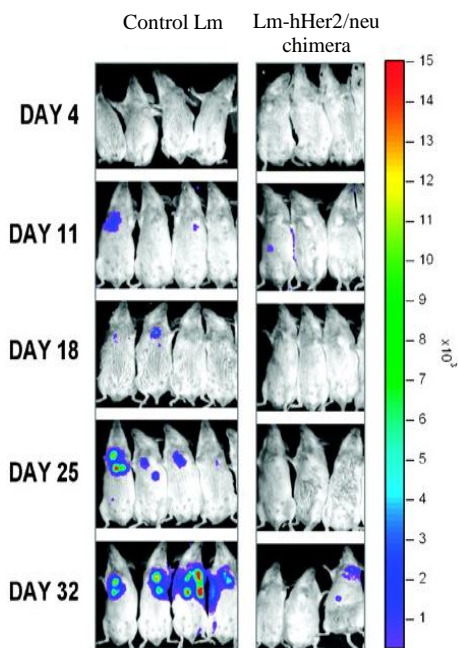 Control Lm
Lm-hHer2/neu
chimera
DAY 4
DAY 11
DAY 18
DAY 25
DAY 32
15
14
13
12
11
10
9
8
7
6
5
4
3
2
1
x10³